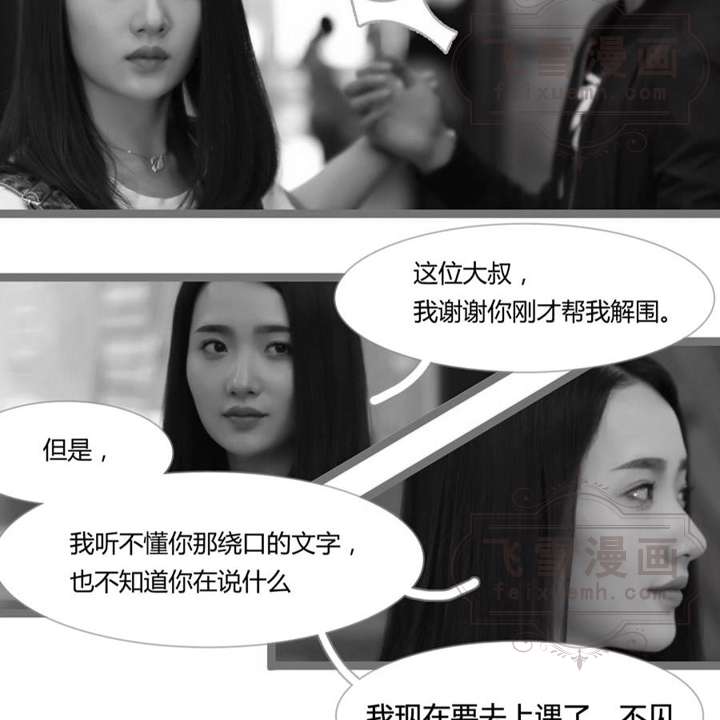 飞雪漫画
feixuemh.com
这位大叔，
我谢谢你刚才帮我解围。
但是，
我听不懂你那绕口的文字，
也不知道你在说什么
飞雪漫画
feixuemh.com
我现在要去上课了